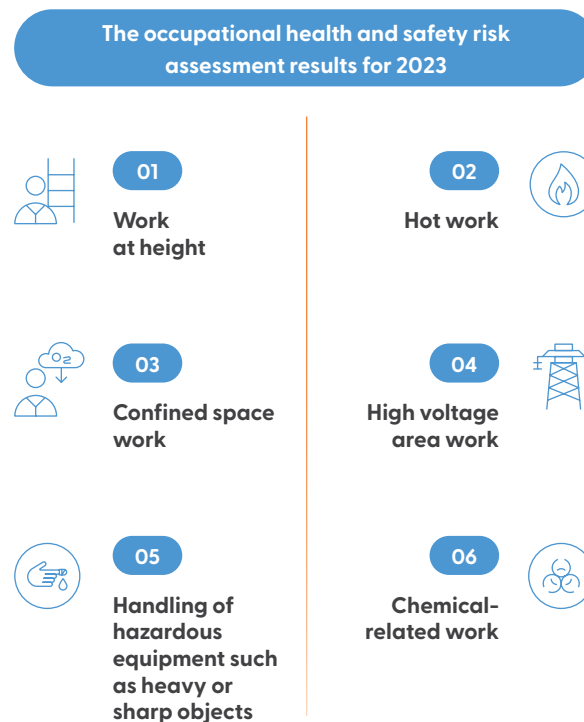 The occupational health and safety risk
assessment results for 2023
01
Work
at height
02
Hot work
O2
03
Confined space
work
04
High voltage
area work
05
Handling of
hazardous
equipment such
as heavy or
sharp objects
06
Chemical-
related work